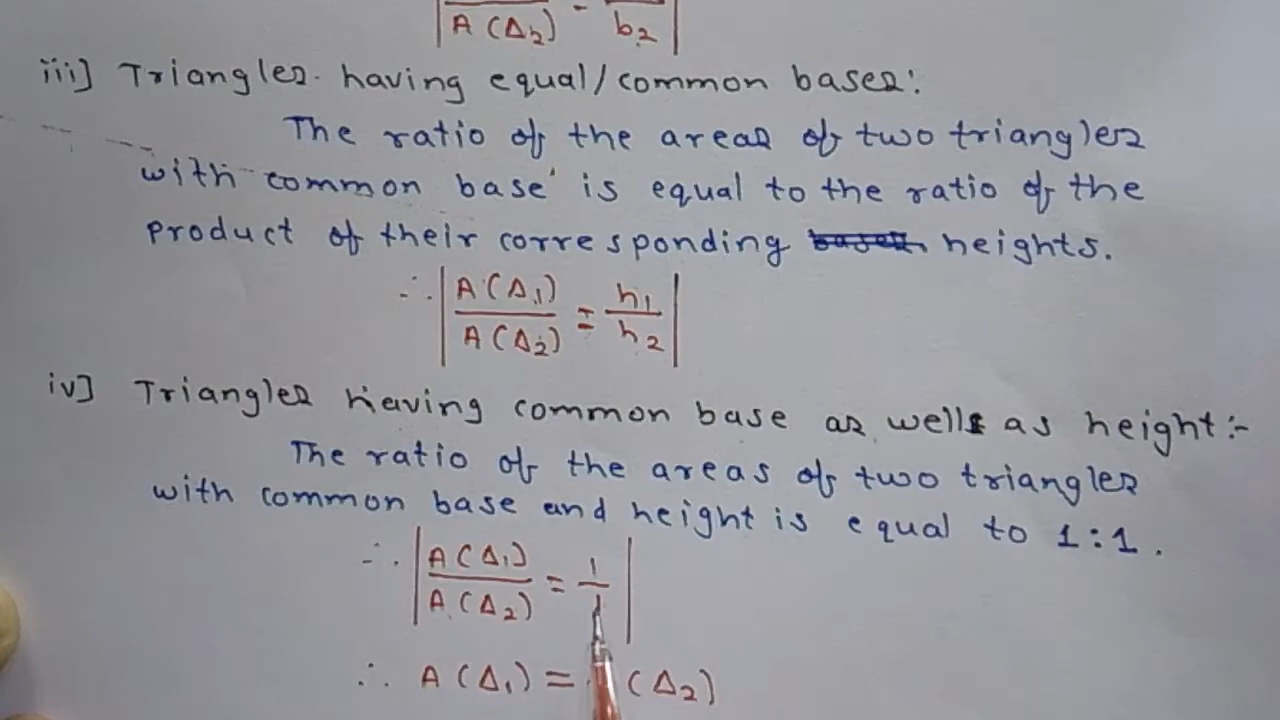 A(Δ2) - b2
iii] Triangles having equal/common bases:
The ratio of the areas of two triangles
with common base is equal to the ratio of the
product of their corresponding heights.
∴ A(Δ1) / A(Δ2) = h1 / h2
iv] Triangles having common base as wells as height:-
The ratio of the areas of two triangles
with common base and height is equal to 1:1.
∴ A(Δ1) / A(Δ2) = 1 / 1
∴ A(Δ1) = (Δ2)